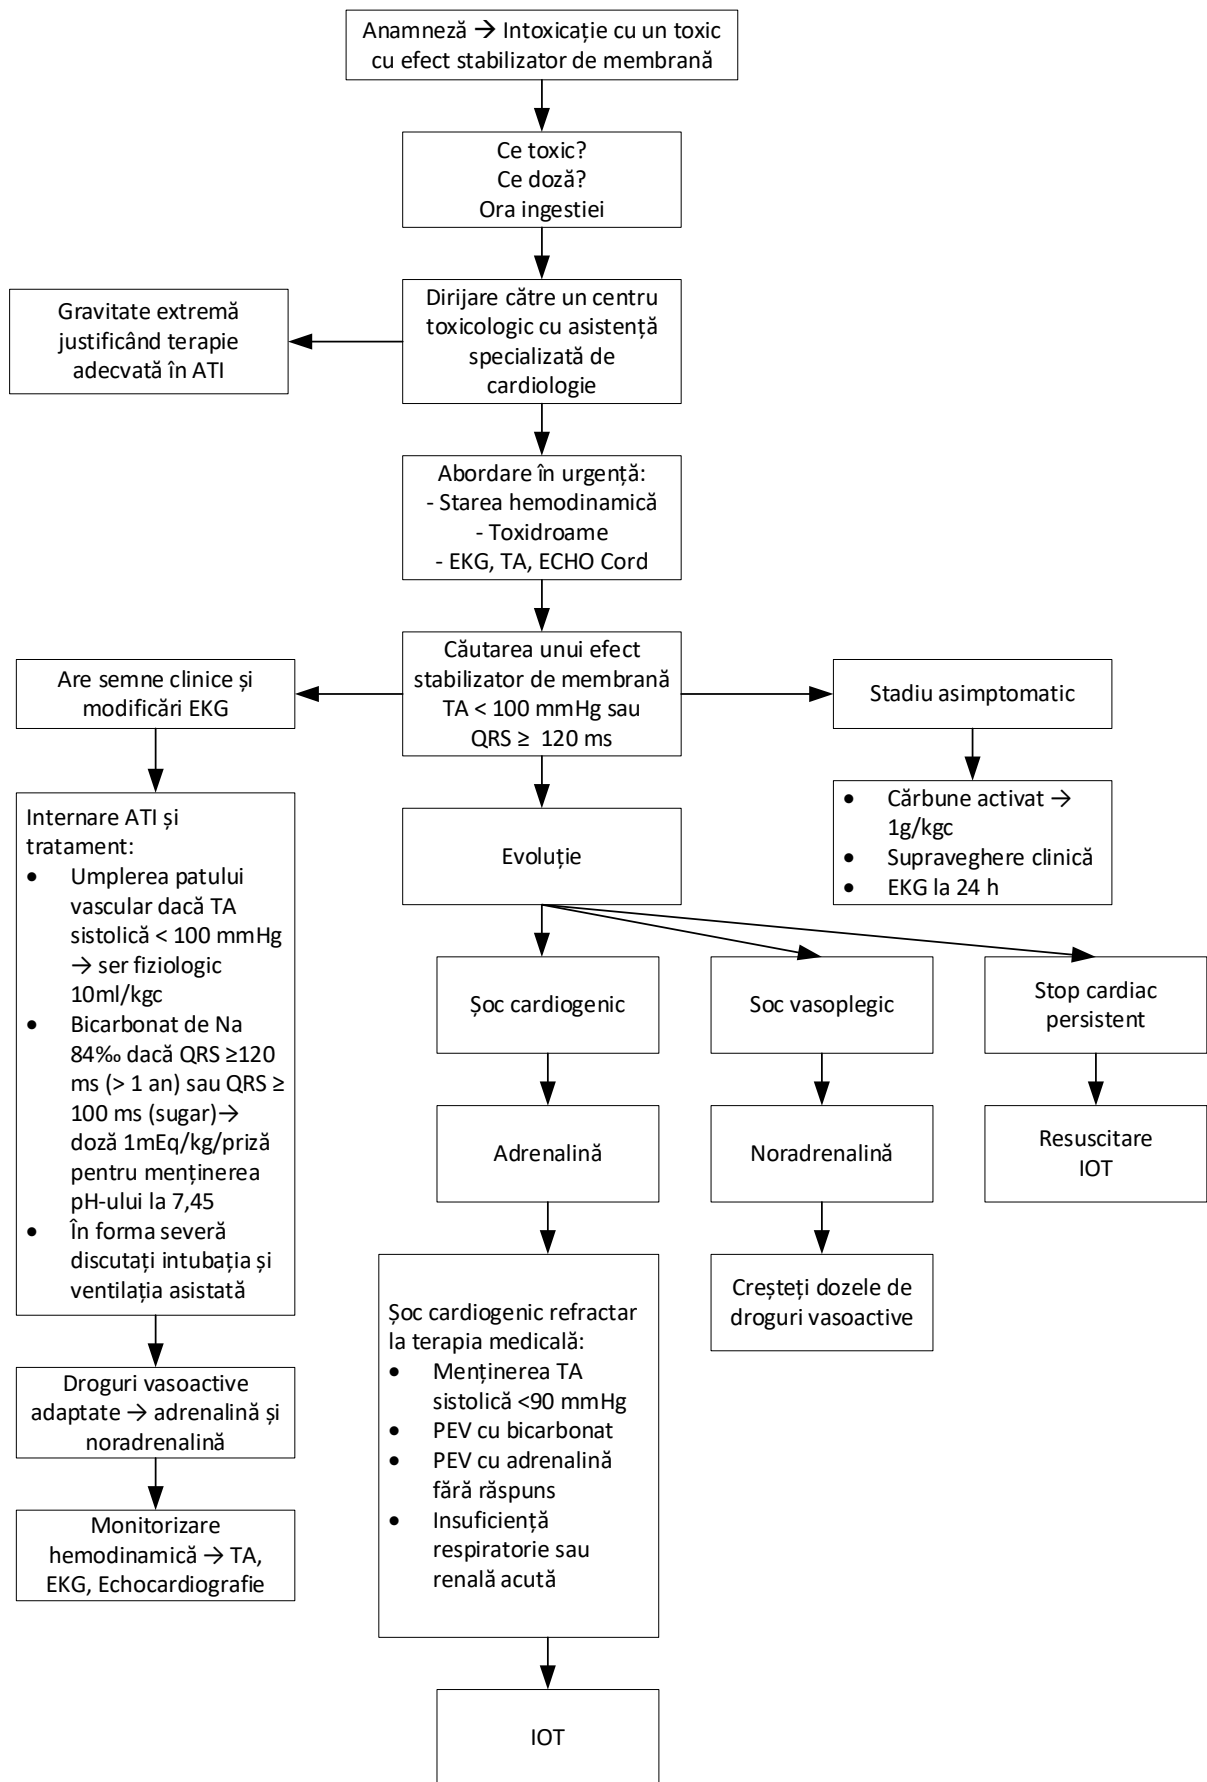 Anamneză → Intoxicație cu un toxic
cu efect stabilizator de membrană
Ce toxic?
Ce doză?
Ora ingestiei
Gravitate extremă
justificând terapie
adecvată în ATI
Dirijare către un centru
toxicologic cu asistență
specializată de
cardiologie
Abordare în urgență:
- Starea hemodinamică
- Toxidroame
- EKG, TA, ECHO Cord
Are semne clinice și
modificări EKG
Căutarea unui efect
stabilizator de membrană
TA < 100 mmHg sau
QRS ≥ 120 ms
Stadiu asimptomatic
Internare ATI și
tratament:
• Umplerea patului
vascular dacă TA
sistolică < 100 mmHg
→ ser fiziologic
10ml/kgc
• Bicarbonat de Na
84‰ dacă QRS ≥120
ms (> 1 an) sau QRS ≥
100 ms (sugar)→
doză 1mEq/kg/priză
pentru menținerea
pH-ului la 7,45
• În forma severă
discutați intubația și
ventilația asistată
Droguri vasoactive
adaptate → adrenalină și
noradrenalină
Monitorizare
hemodinamică → TA,
EKG, Echocardiografie
Evoluție
• Cărbune activat →
1g/kgc
• Supraveghere clinică
• EKG la 24 h
Șoc cardiogenic
Soc vasoplegic
Stop cardiac
persistent
Adrenalină
Noradrenalină
Resuscitare
IOT
Șoc cardiogenic refractar
la terapia medicală:
• Menținerea TA
sistolică <90 mmHg
• PEV cu bicarbonat
• PEV cu adrenalină
fără răspuns
• Insuficiență
respiratorie sau
renală acută
Creșteți dozele de
droguri vasoactive
IOT